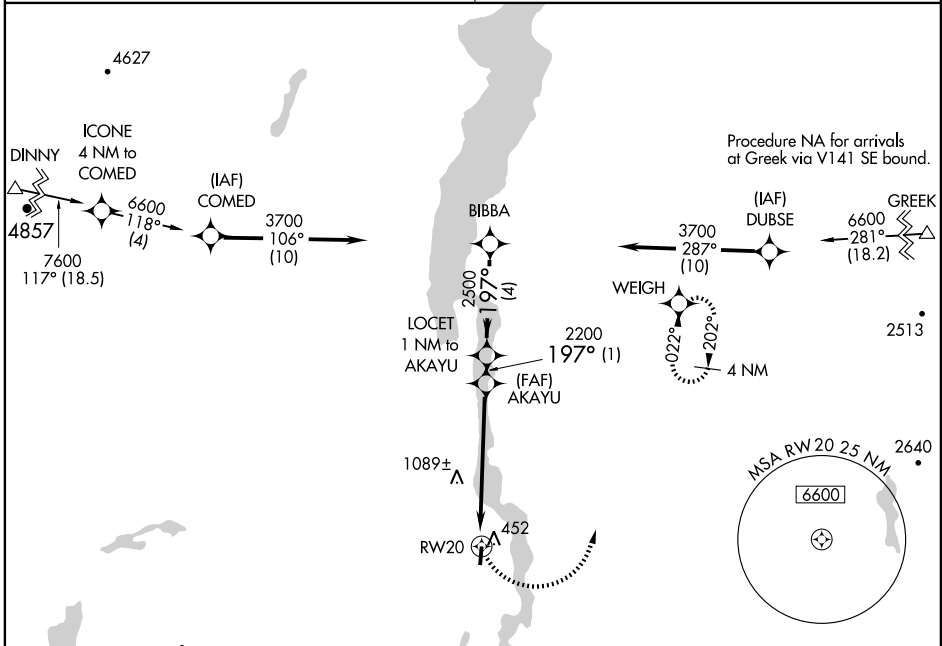 4627
ICONE
4 NM to
COMED
DINNY
4857
7600
117° (18.5)
6600
118°
(4)
(IAF)
COMED
3700
106°
(10)
BIBBA
2500
197°
(4)
LOCET
1 NM to
AKAYU
2200
197° (1)
(FAF)
AKAYU
Procedure NA for arrivals
at Greek via V141 SE bound.
(IAF)
DUBSE
3700
287°
(10)
GREEK
6600
281°
(18.2)
WEIGH
022°
202°
4 NM
2513
1089±
RW20
452
2640
MSA RW 20 25 NM
6600